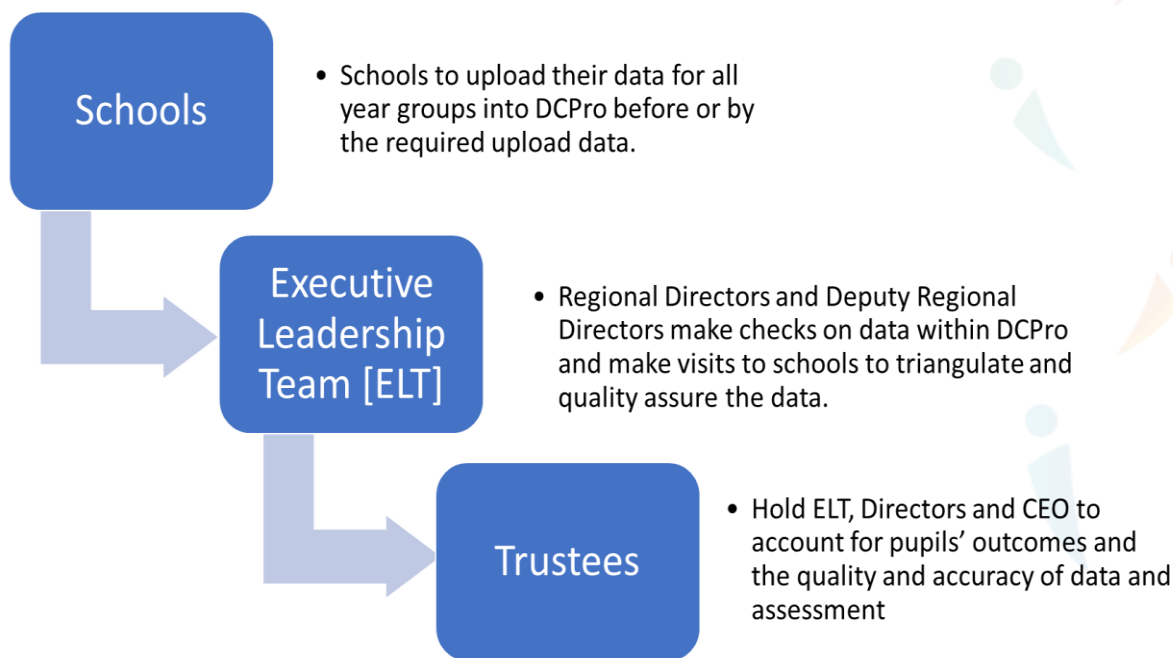 Schools
• Schools to upload their data for all
year groups into DCPro before or by
the required upload data.
Executive
Leadership
Team [ELT]
• Regional Directors and Deputy Regional
Directors make checks on data within DCPro
and make visits to schools to triangulate and
quality assure the data.
Trustees
• Hold ELT, Directors and CEO to
account for pupils’ outcomes and
the quality and accuracy of data and
assessment